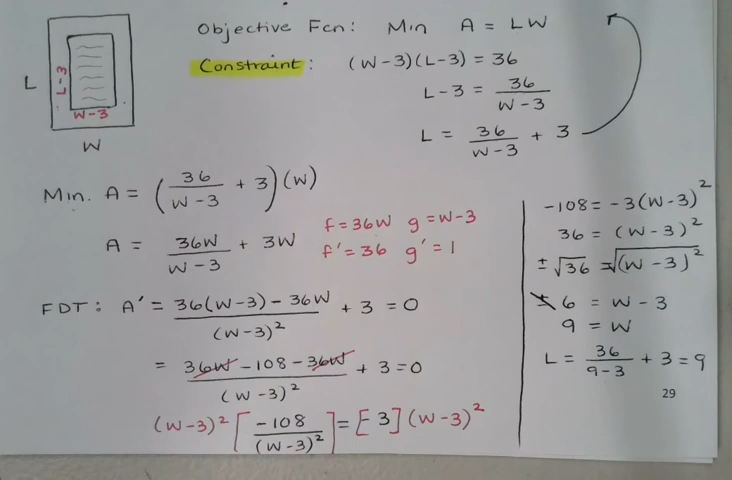 Objective Fcn: Min A = LW
Constraint: (W-3)(L-3) = 36
L-3 = 36/(W-3)
L = 36/(W-3) + 3
L
L-3
W-3
W
Min. A = (36/(W-3) + 3)(W)
A = 36W/(W-3) + 3W
f = 36W g = W-3
f' = 36 g' = 1
FDT: A' = (36(W-3) - 36W)/(W-3)² + 3 = 0
= (36W - 108 - 36W)/(W-3)² + 3 = 0
(W-3)² [-108/(W-3)²] = [3] (W-3)²
-108 = -3(W-3)²
36 = (W-3)²
±√36 = √(W-3)²
± 6 = W-3
9 = W
L = 36/(9-3) + 3 = 9
29